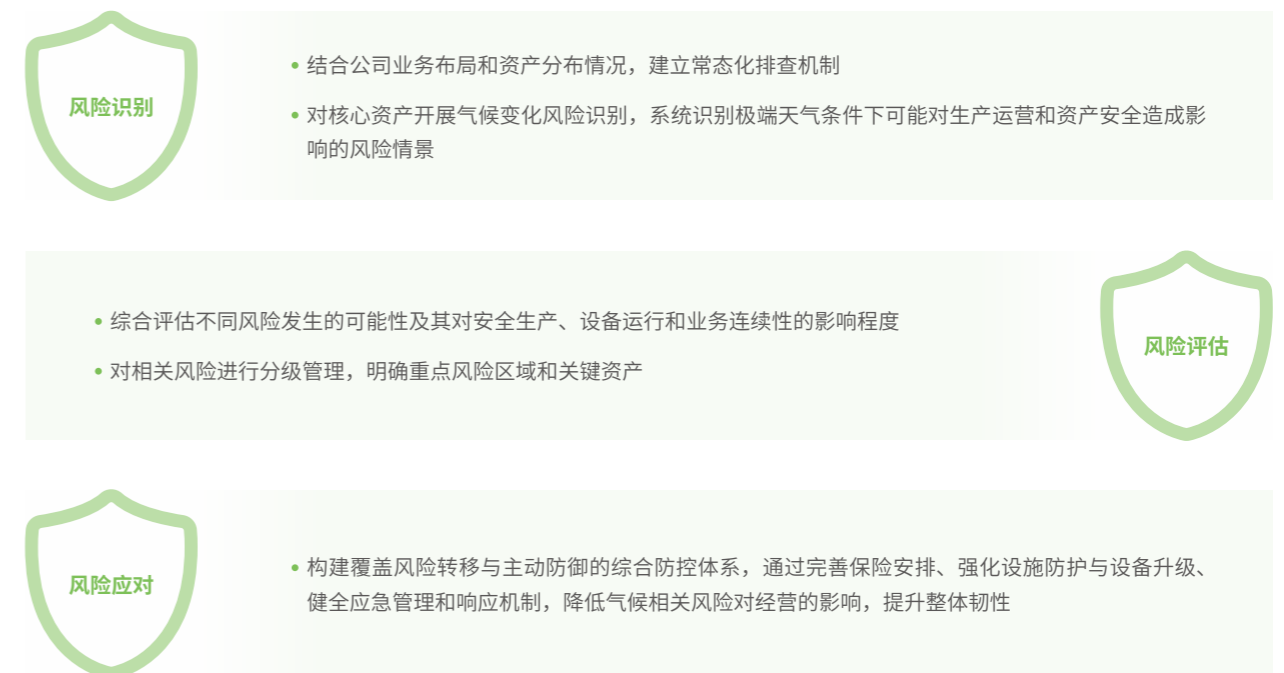 风险识别
• 结合公司业务布局和资产分布情况，建立常态化排查机制
• 对核心资产开展气候变化风险识别，系统识别极端天气条件下可能对生产运营和资产安全造成影
响的风险情景
• 综合评估不同风险发生的可能性及其对安全生产、设备运行和业务连续性的影响程度
• 对相关风险进行分级管理，明确重点风险区域和关键资产
风险评估
风险应对
• 构建覆盖风险转移与主动防御的综合防控体系，通过完善保险安排、强化设施防护与设备升级、
健全应急管理和响应机制，降低气候相关风险对经营的影响，提升整体韧性